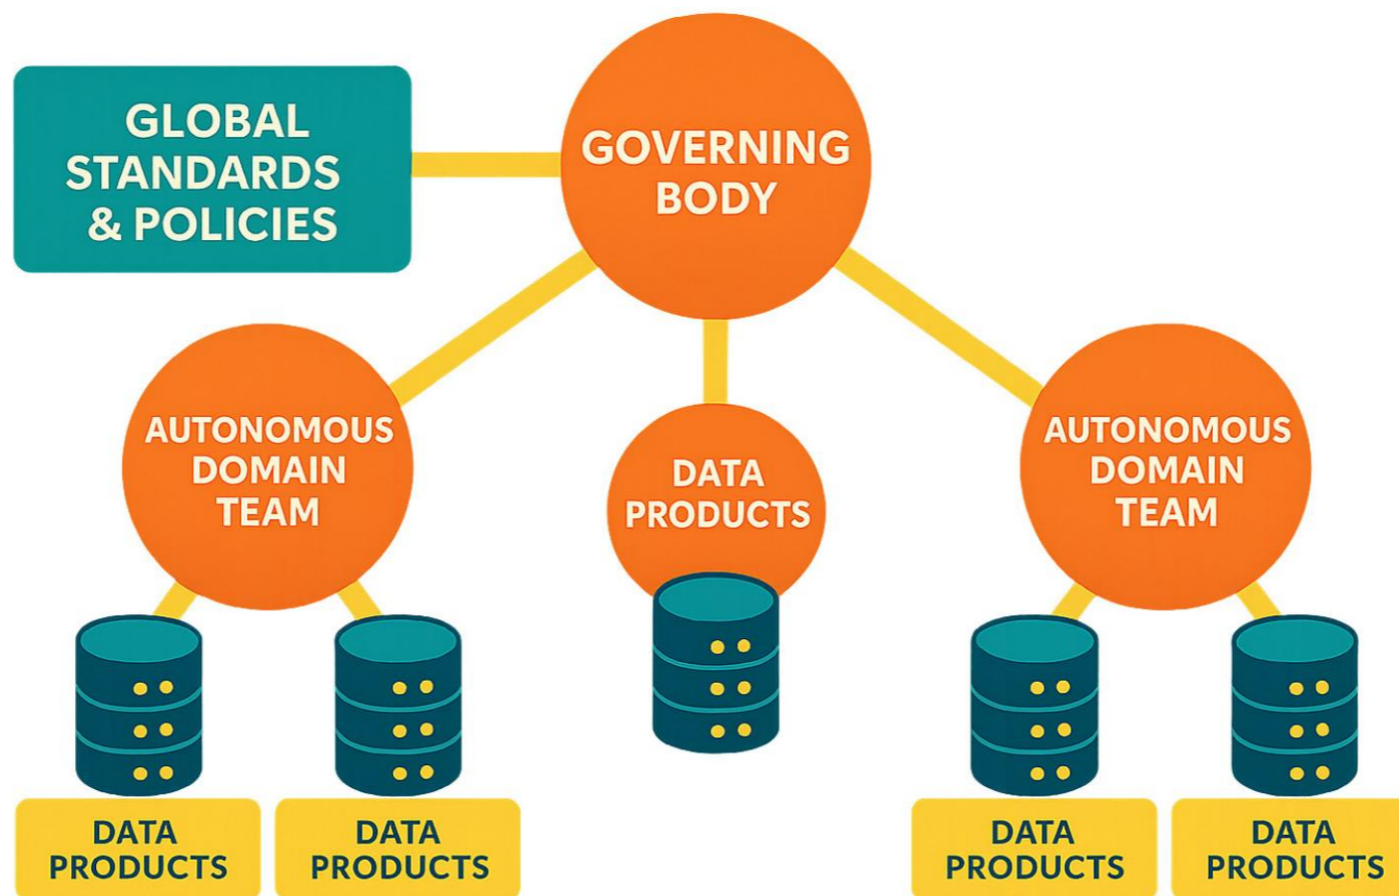 GLOBAL
STANDARDS
& POLICIES
GOVERNING
BODY
AUTONOMOUS
DOMAIN
TEAM
DATA
PRODUCTS
AUTONOMOUS
DOMAIN
TEAM
DATA
PRODUCTS
DATA
PRODUCTS
DATA
PRODUCTS
DATA
PRODUCTS